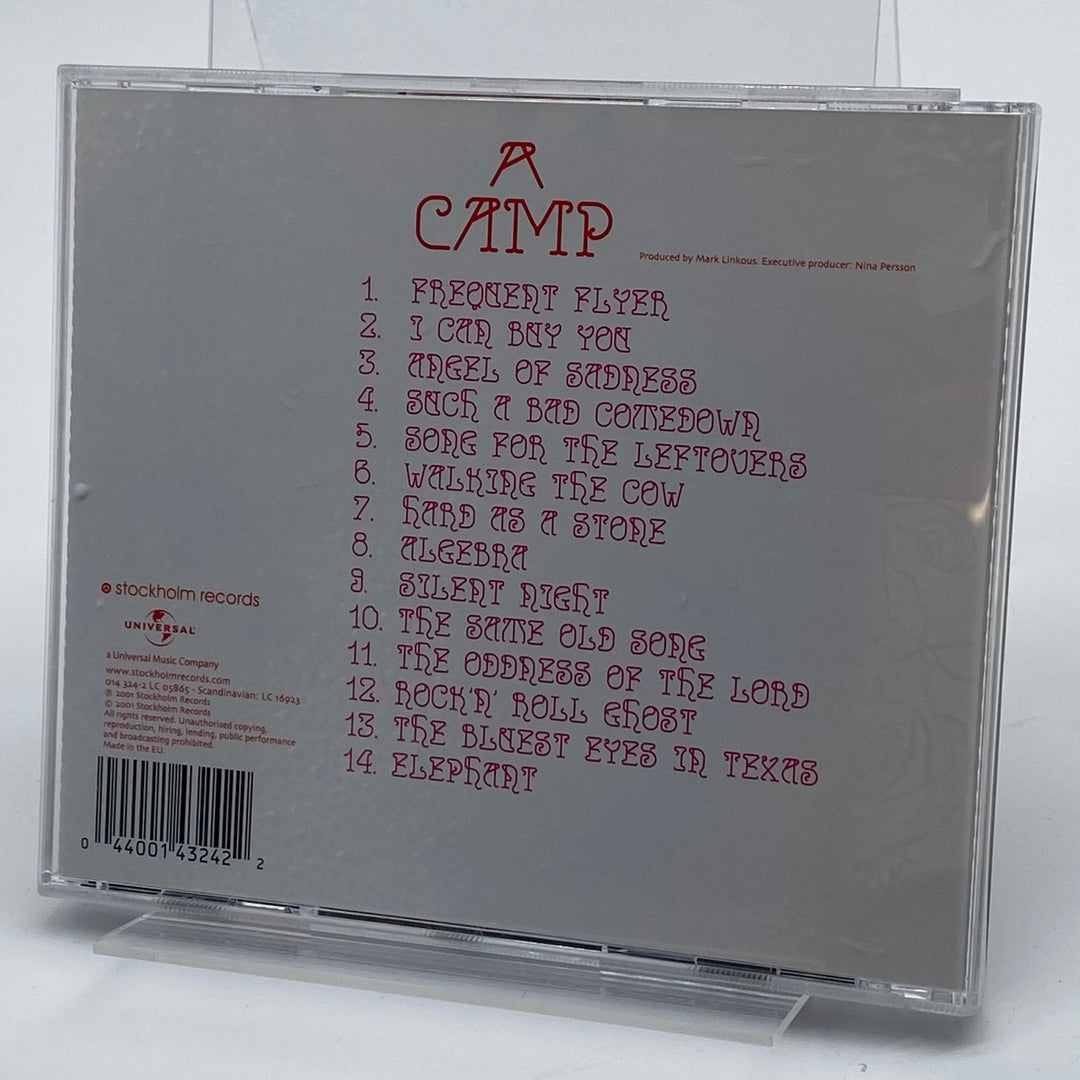 A
CAMP
Produced by Mark Linkous. Executive producer: Nina Persson
1. FREQUENT FLYER
2. I CAN BUY YOU
3. ANGEL OF SADNESS
4. SUCH A BAD COMEDOWN
5. SONG FOR THE LEFTOVERS
6. WALKING THE COW
7. HARD AS A STONE
8. ALGEBRA
9. SILENT NIGHT
10. THE SAME OLD SONG
11. THE ODDNESS OF THE LORD
12. ROCK'N' ROLL GHOST
13. THE BLUEST EYES IN TEXAS
14. ELEPHANT
stockholm records
UNIVERSAL
a Universal Music Company
www.stockholmrecords.com
014 324-2 LC 05865 - Scandinavian: LC 16923
℗ 2001 Stockholm Records
© 2001 Stockholm Records
All rights reserved. Unauthorised copying,
reproduction, hiring, lending, public performance
and broadcasting prohibited.
Made in the EU.
0 44001 43242 2